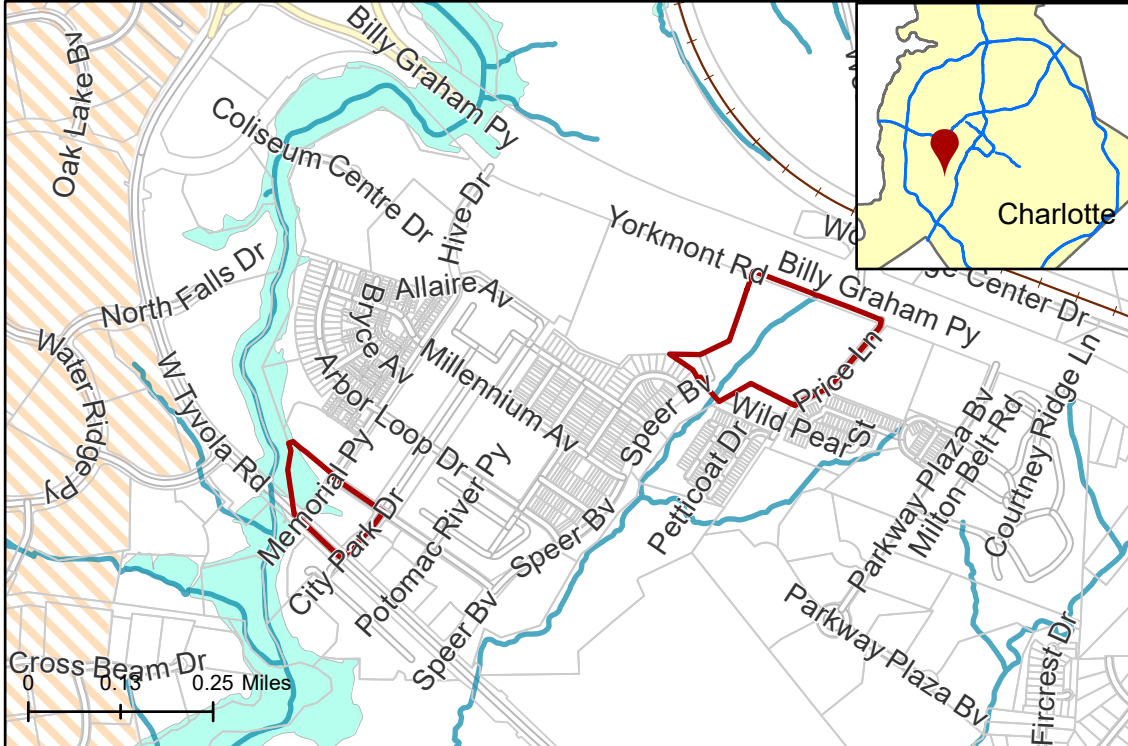 Oak Lake Bv
Billy Graham Py
Coliseum Centre Dr
Hive Dr
Charlotte
Yorkmont Rd
Wo
ge Center Dr
Billy Graham Py
North Falls Dr
Allaire Av
Bryce Av
Water Ridge Py
W Tyvola Rd
Arbor Loop Dr
Millennium Av
Price Ln
Speer Bv
Wild Pear St
Petticoat Dr
Parkway Plaza Bv
Milton Belt Rd
Courtney Ridge Ln
Memorial Py
City Park Dr
Potomac River Py
Speer Bv
Speer Bv
Parkway Plaza Bv
Fircrest Dr
Cross Beam Dr
0 0.13 0.25 Miles